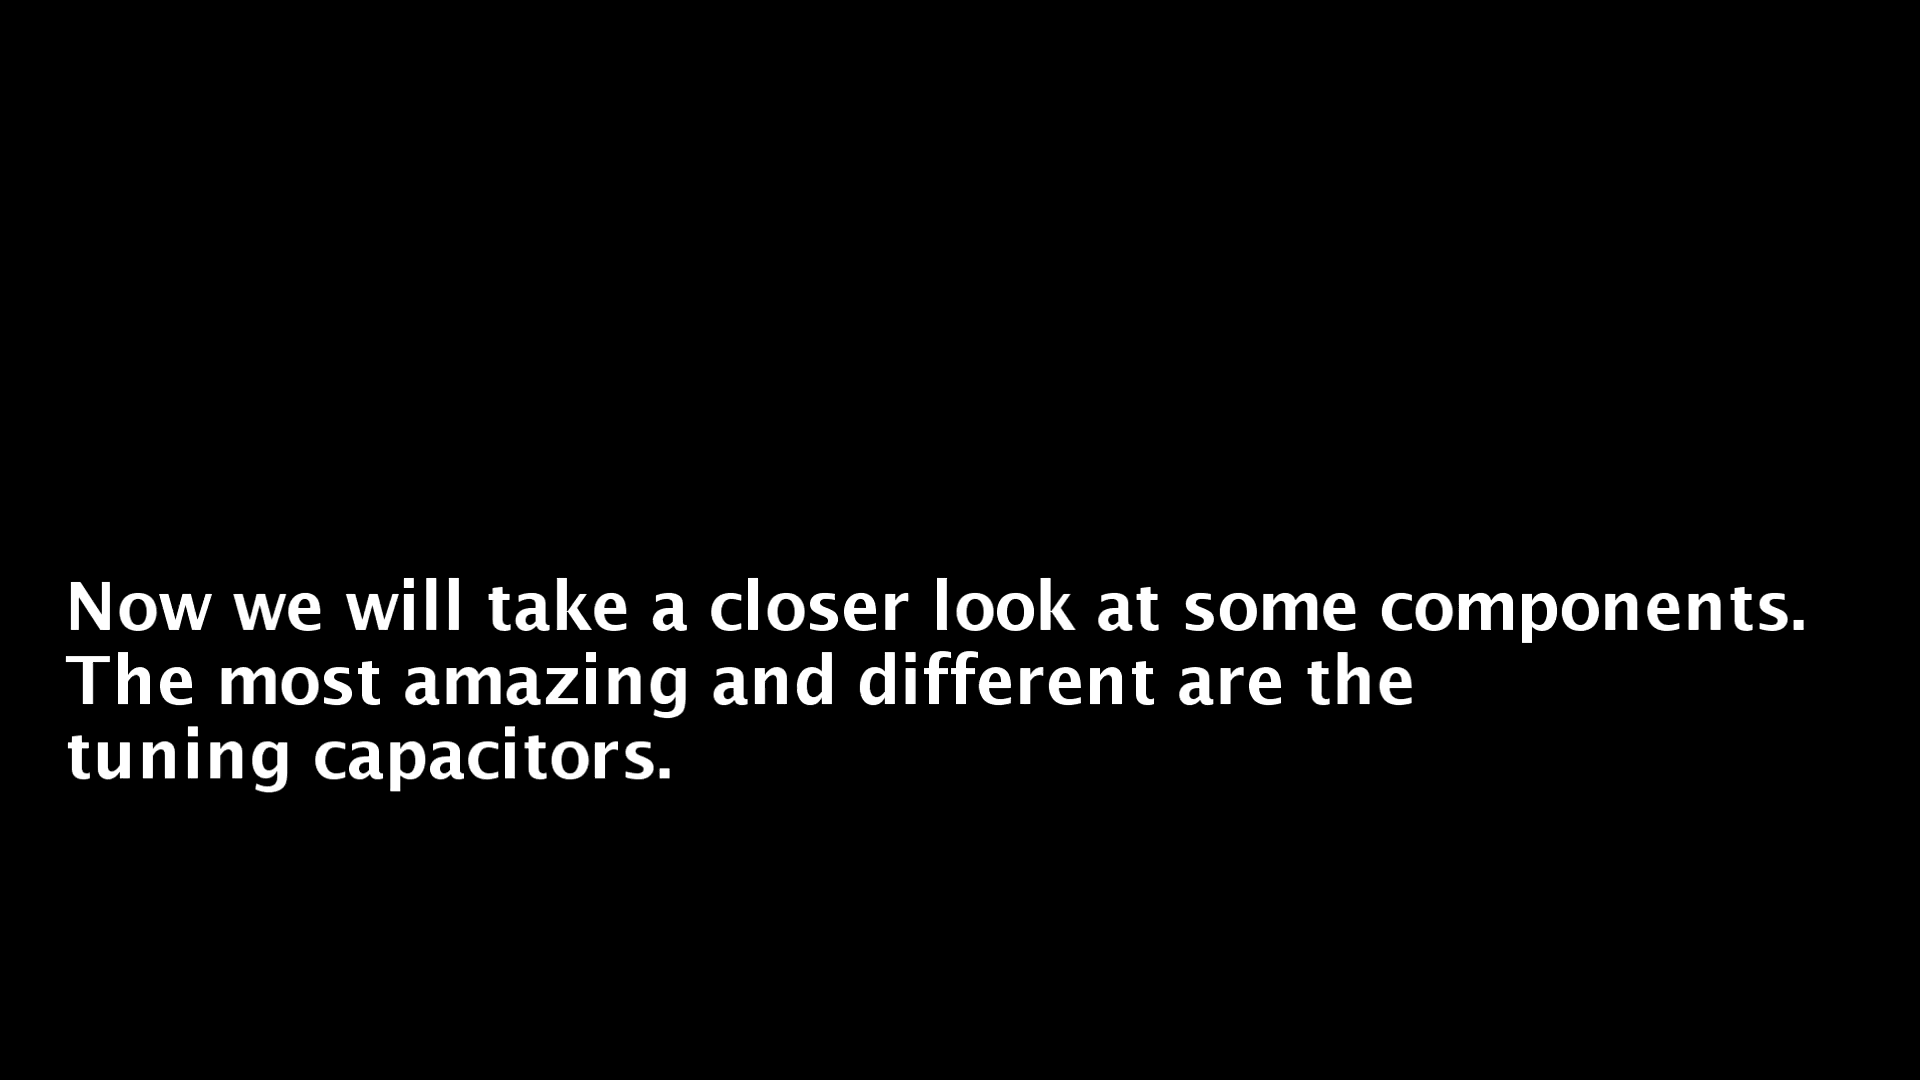 Now we will take a closer look at some components.
The most amazing and different are the
tuning capacitors.